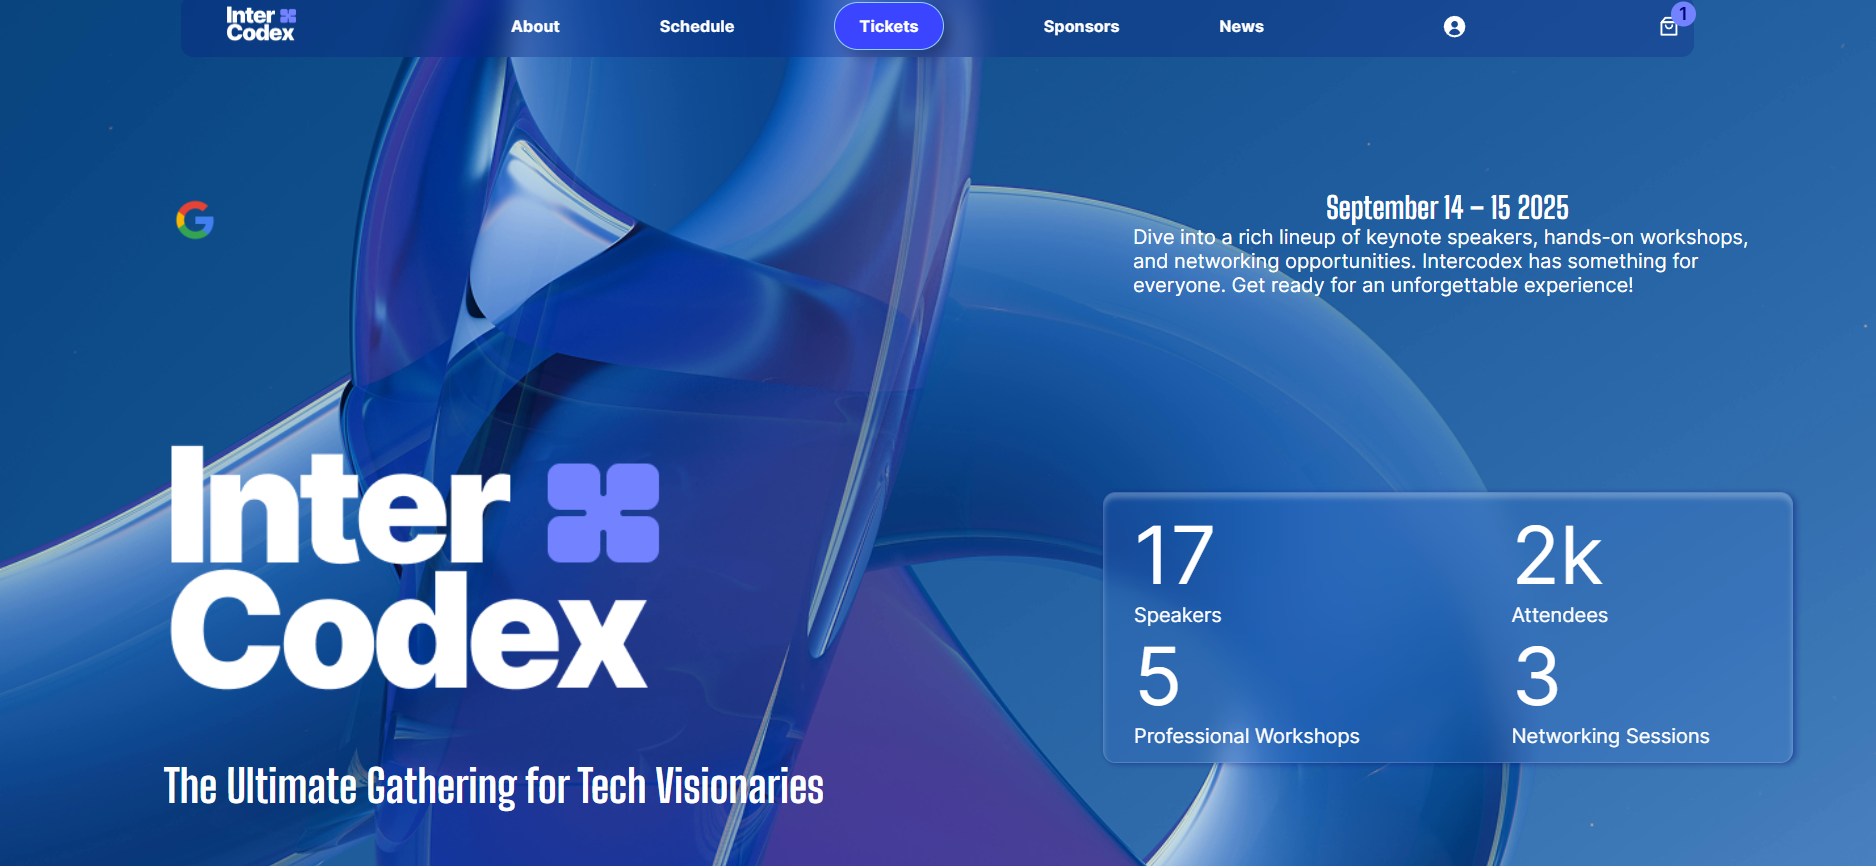 Inter
Codex
About
Schedule
Tickets
Sponsors
News
1
September 14 – 15 2025
Dive into a rich lineup of keynote speakers, hands-on workshops,
and networking opportunities. Intercodex has something for
everyone. Get ready for an unforgettable experience!
Inter
Codex
The Ultimate Gathering for Tech Visionaries
17
Speakers
2k
Attendees
5
Professional Workshops
3
Networking Sessions